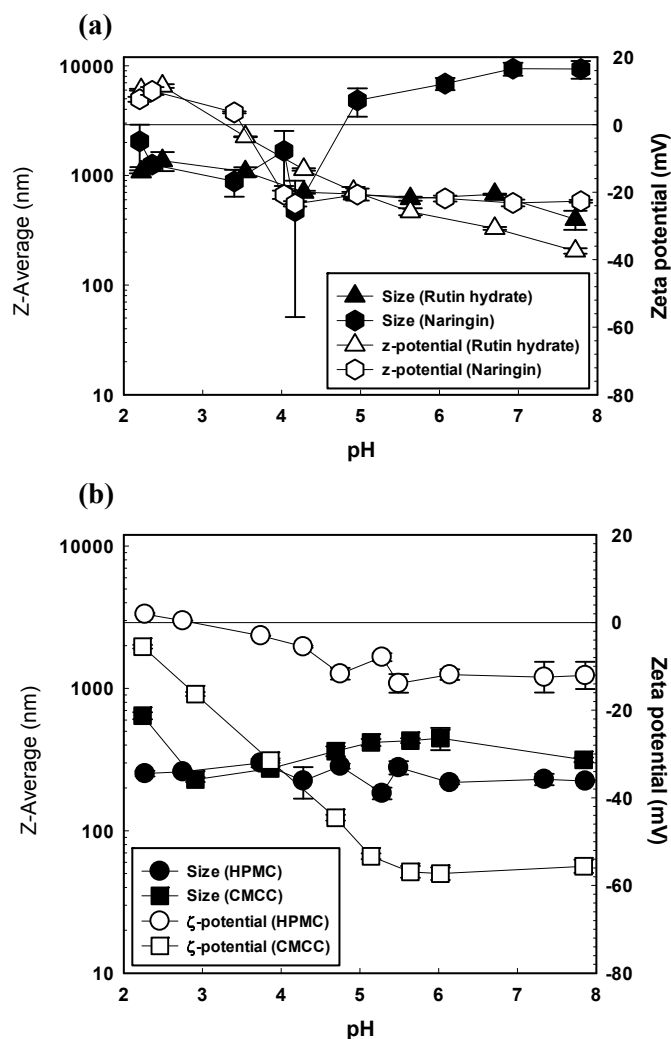 (a)
10000
1000
100
10
Z-Average (nm)
20
0
-20
-40
-60
-80
Zeta potential (mV)
Size (Rutin hydrate)
Size (Naringin)
z-potential (Rutin hydrate)
z-potential (Naringin)
2 3 4 5 6 7 8
pH
(b)
10000
1000
100
10
Z-Average (nm)
20
0
-20
-40
-60
-80
Zeta potential (mV)
Size (HPMC)
Size (CMCC)
ζ-potential (HPMC)
ζ-potential (CMCC)
2 3 4 5 6 7 8
pH